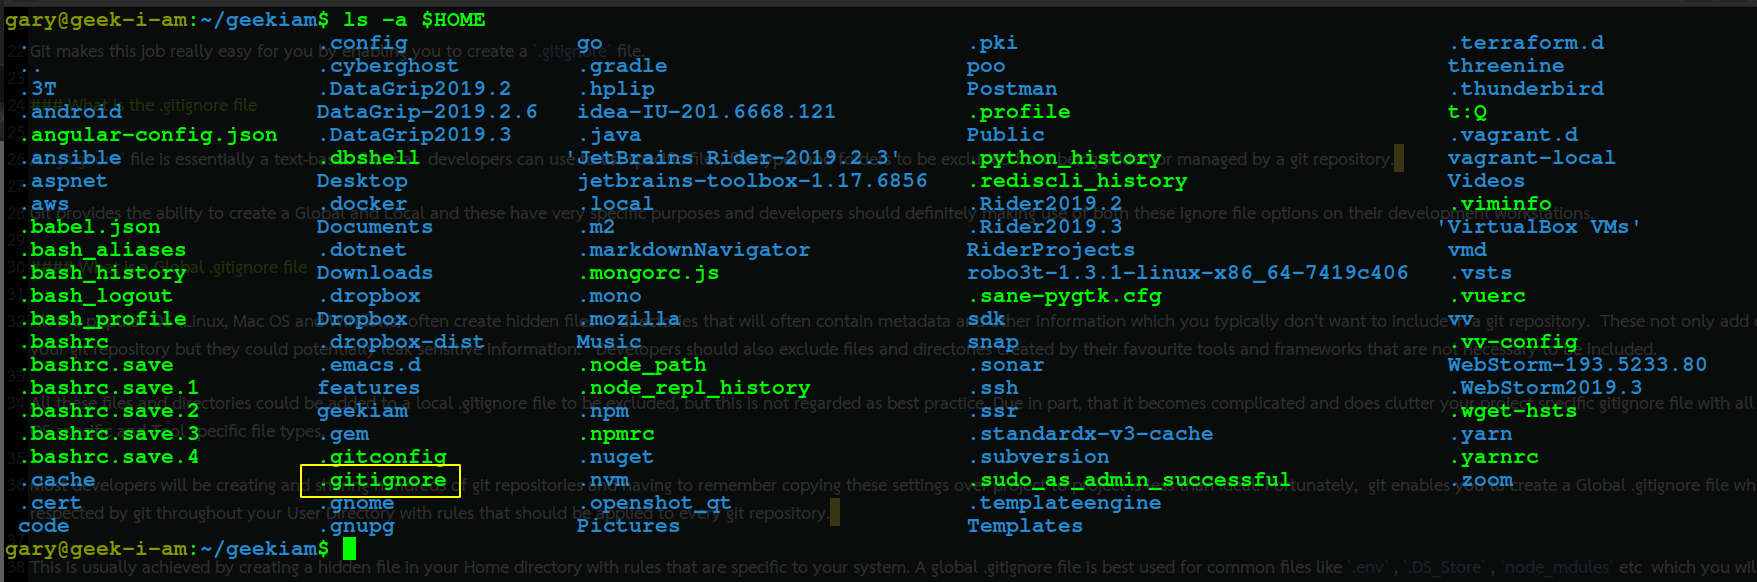 gary@geek-i-am:~/geekiam$ ls -a $HOME
. .config go .pki .terraform.d
.. .cyberghost .gradle poo threenine
.3T .DataGrip2019.2 .hplip Postman .thunderbird
.android DataGrip-2019.2.6 idea-IU-201.6668.121 .profile t:Q
.angular-config.json .DataGrip2019.3 .java Public .vagrant.d
.ansible .dbshell 'JetBrains Rider-2019.2.3' .python_history vagrant-local
.aspnet Desktop jetbrains-toolbox-1.17.6856 .rediscli_history Videos
.aws .docker .local .Rider2019.2 .viminfo
.babel.json Documents .m2 .Rider2019.3 'VirtualBox VMs'
.bash_aliases .dotnet .markdownNavigator RiderProjects vmd
.bash_history Downloads .mongorc.js robo3t-1.3.1-linux-x86_64-7419c406 .vsts
.bash_logout .dropbox .mono .sane-pygtk.cfg .vuerc
.bash_profile Dropbox .mozilla sdk vv
.bashrc .dropbox-dist Music snap .vv-config
.bashrc.save .emacs.d .node_path .sonar WebStorm-193.5233.80
.bashrc.save.1 features .node_repl_history .ssh .WebStorm2019.3
.bashrc.save.2 geekiam .npm .ssr .wget-hsts
.bashrc.save.3 .gem .npmrc .standardx-v3-cache .yarn
.bashrc.save.4 .gitconfig .nuget .subversion .yarnrc
.cache .gitignore .nvm .sudo_as_admin_successful .zoom
.cert .gnome .openshot_qt .templateengine
code .gnupg Pictures Templates
gary@geek-i-am:~/geekiam$
22 Git makes this job really easy for you by enabling you to create a `.gitignore` file.
24 ### What is the .gitignore file
26 file is essentially a text-based developers can use to be or managed by a git repository.
28 Git provides the ability to create a Global and Local and these have very specific purposes and developers should definitely making use of both these ignore file options on their development workstations.
30 What is a Global .gitignore file
32 Linux, Mac OS and often create hidden files directories that will often contain metadata and other information which you typically don't want to include in a git repository. These not only add
your git repository but they could potentially leak sensitive information. Developers should also exclude files and directories created by their favourite tools and frameworks that are not necessary to be included.
34 All these files and directories could be added to a local .gitignore file to be excluded, but this is not regarded as best practice. Due in part, that it becomes complicated and does clutter your project specific gitignore file with all
OS specific and Tool specific file types.
36 Most developers will be creating and hundreds of git repositories and having to remember copying these settings over project is less than ideal. Fortunately, git enables you to create a Global .gitignore file
respected by git throughout your User Directory with rules that should be applied to every git repository.
38 This is usually achieved by creating a hidden file in your Home directory with rules that are specific to your system. A global .gitignore file is best used for common files like `.env` , `.DS_Store` , `node_mdules` etc which you